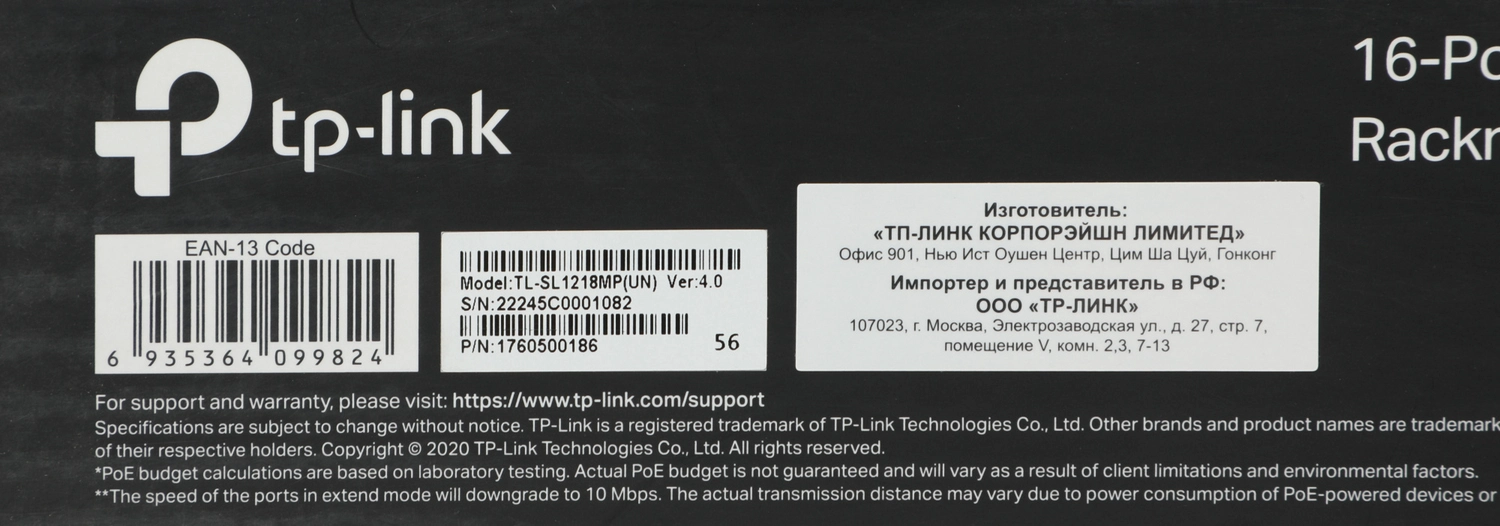 tp-link
16-Po
Rackm
EAN-13 Code
6 935364 099824
Model:TL-SL1218MP(UN) Ver:4.0
S/N:22245C0001082
P/N:1760500186
56
Изготовитель:
«ТП-ЛИНК КОРПОРЭЙШН ЛИМИТЕД»
Офис 901, Нью Ист Оушен Центр, Цим Ша Цуй, Гонконг
Импортер и представитель в РФ:
ООО «ТР-ЛИНК»
107023, г. Москва, Электрозаводская ул., д. 27, стр. 7,
помещение V, комн. 2,3, 7-13
For support and warranty, please visit: https://www.tp-link.com/support
Specifications are subject to change without notice. TP-Link is a registered trademark of TP-Link Technologies Co., Ltd. Other brands and product names are trademark
of their respective holders. Copyright © 2020 TP-Link Technologies Co., Ltd. All rights reserved.
*PoE budget calculations are based on laboratory testing. Actual PoE budget is not guaranteed and will vary as a result of client limitations and environmental factors.
**The speed of the ports in extend mode will downgrade to 10 Mbps. The actual transmission distance may vary due to power consumption of PoE-powered devices or